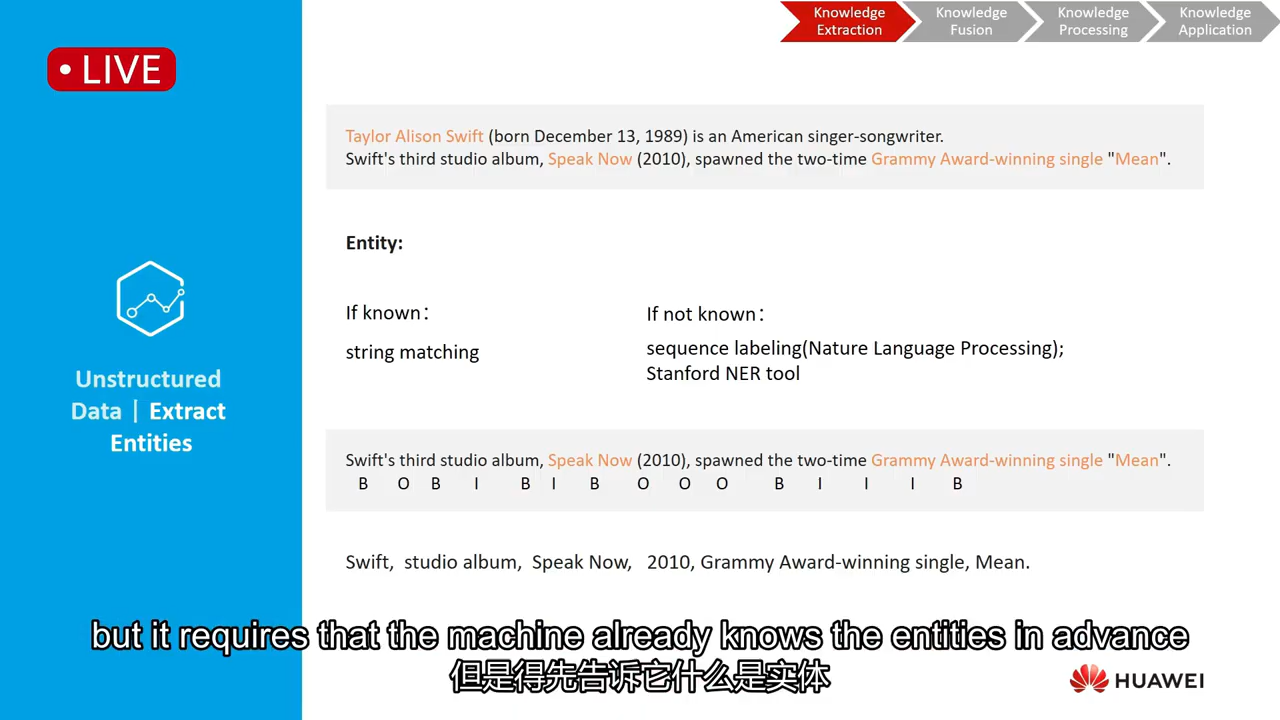 Knowledge Extraction
Knowledge Fusion
Knowledge Processing
Knowledge Application
• LIVE
Taylor Alison Swift (born December 13, 1989) is an American singer-songwriter.
Swift's third studio album, Speak Now (2010), spawned the two-time Grammy Award-winning single "Mean".
Entity:
If known：
string matching
If not known：
sequence labeling(Nature Language Processing);
Stanford NER tool
Unstructured
Data | Extract
Entities
Swift's third studio album, Speak Now (2010), spawned the two-time Grammy Award-winning single "Mean".
B O B I B I B O O O B I I I B
Swift, studio album, Speak Now, 2010, Grammy Award-winning single, Mean.
but it requires that the machine already knows the entities in advance
但是得先告诉它什么是实体
HUAWEI